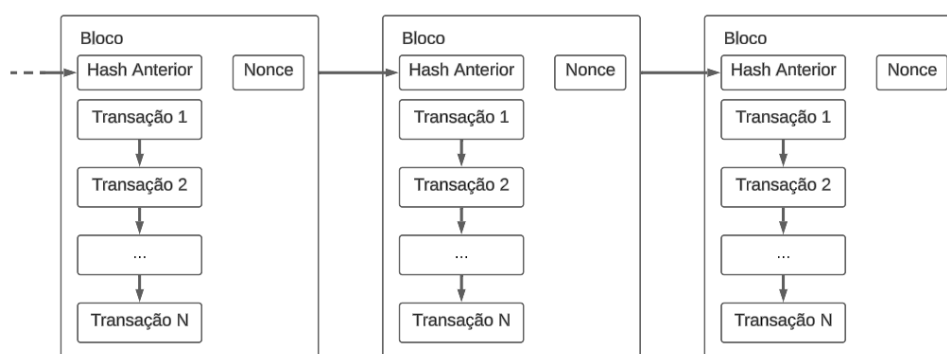 Bloco
Hash Anterior
Nonce
Transação 1
Transação 2
...
Transação N
Bloco
Hash Anterior
Nonce
Transação 1
Transação 2
...
Transação N
Bloco
Hash Anterior
Nonce
Transação 1
Transação 2
...
Transação N